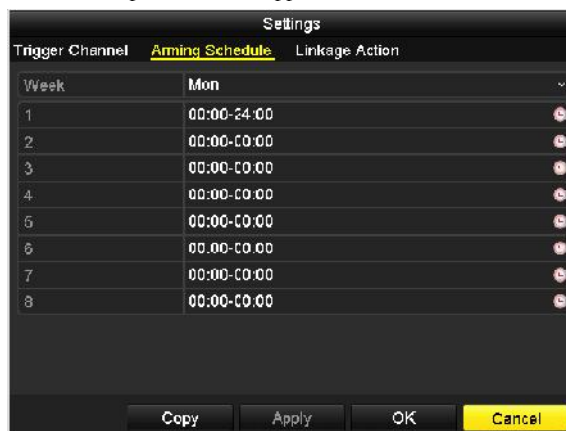 Settings
Trigger Channel Arming Schedule Linkage Action
Week Mon
1 00:00-24:00
2 00:00-00:00
3 00:00-00:00
4 00:00-00:00
5 00:00-00:00
6 00:00-00:00
7 00:00-00:00
8 00:00-00:00
Copy Apply OK Cancel